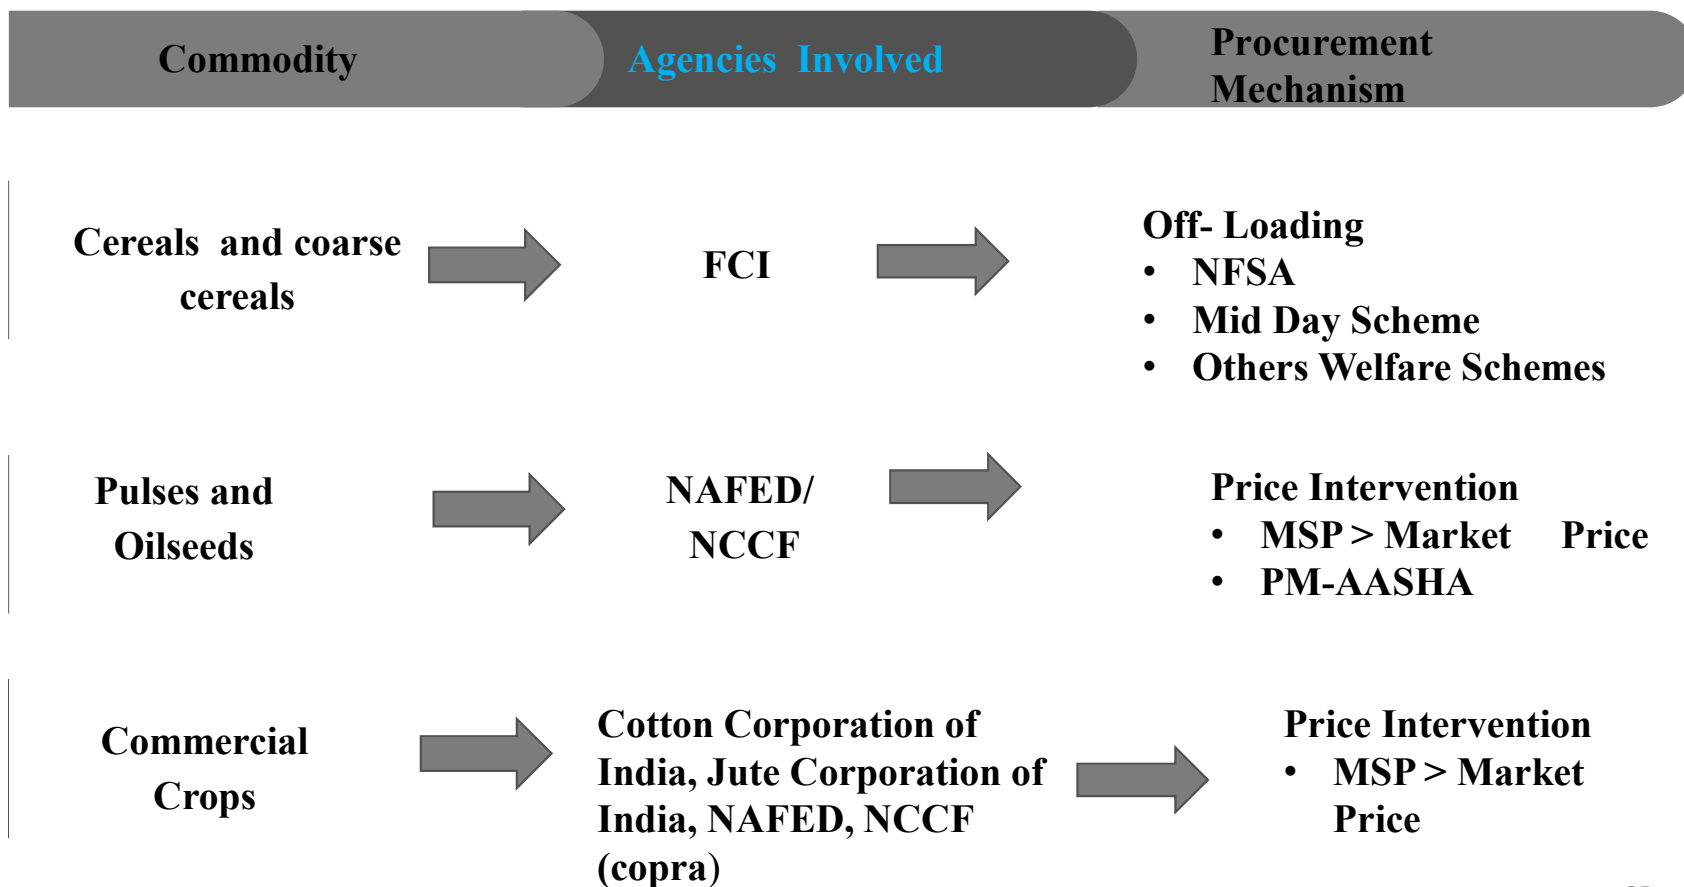 Commodity
Agencies Involved
Procurement
Mechanism
Cereals and coarse
cereals
FCI
Off- Loading
• NFSA
• Mid Day Scheme
• Others Welfare Schemes
Pulses and
Oilseeds
NAFED/
NCCF
Price Intervention
• MSP > Market Price
• PM-AASHA
Commercial
Crops
Cotton Corporation of
India, Jute Corporation of
India, NAFED, NCCF
(copra)
Price Intervention
• MSP > Market
Price